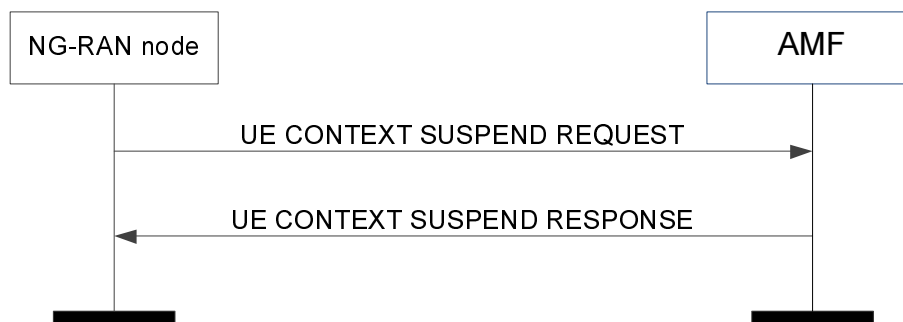 NG-RAN node
AMF
UE CONTEXT SUSPEND REQUEST
UE CONTEXT SUSPEND RESPONSE